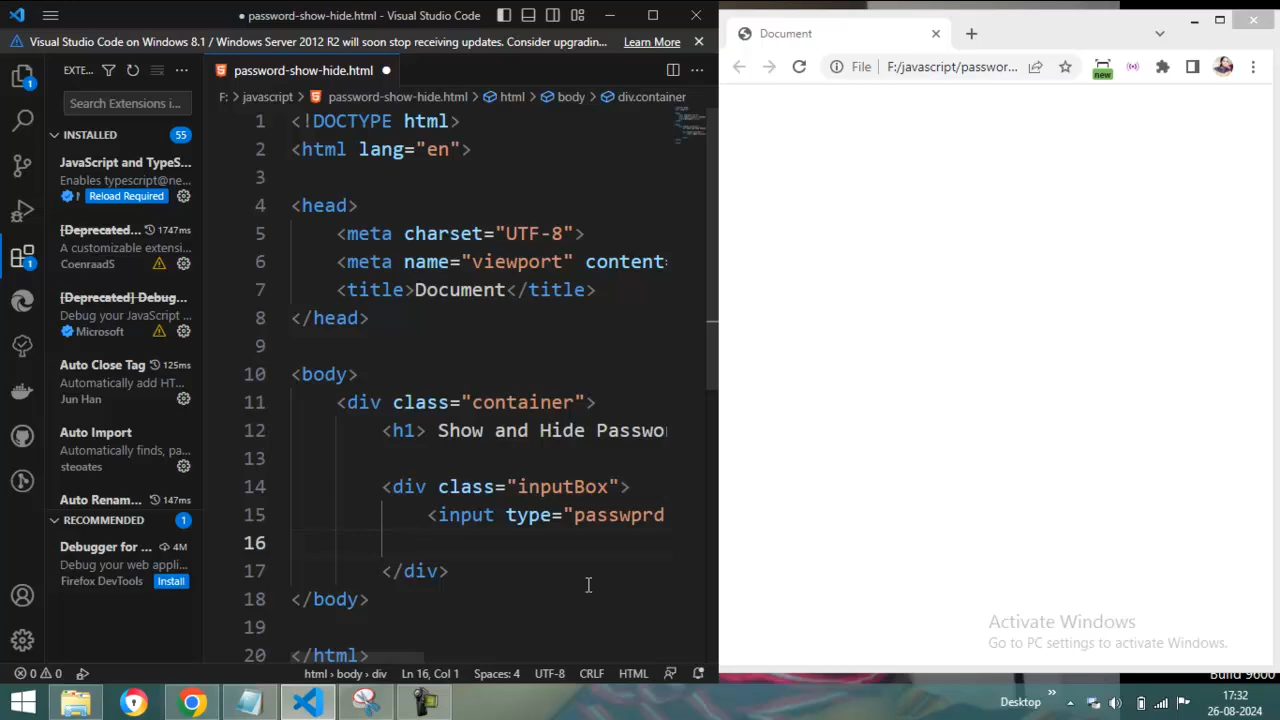 password-show-hide.html - Visual Studio Code
Visual Studio Code on Windows 8.1 / Windows Server 2012 R2 will soon stop receiving updates. Consider upgradin... Learn More
EXTE...
password-show-hide.html
Search Extensions i...
F: > javascript > password-show-hide.html > html > body > div.container
INSTALLED 55
JavaScript and TypeS...
Enables typescript@ne...
Reload Required
[Deprecated... 1747ms
A customizable extensi...
CoenraadS
[Deprecated] Debug...
Debug your JavaScript ...
Microsoft
Auto Close Tag 125ms
Automatically add HT...
Jun Han
Auto Import
Automatically finds, pa...
steoates
Auto Renam... 147ms
RECOMMENDED 1
Debugger for ... 4M
Debug your web appli...
Firefox DevTools Install
1 <!DOCTYPE html>
2 <html lang="en">
3
4 <head>
5 <meta charset="UTF-8">
6 <meta name="viewport" content=
7 <title>Document</title>
8 </head>
9
10 <body>
11 <div class="container">
12 <h1> Show and Hide Passwo
13
14 <div class="inputBox">
15 <input type="passwprd
16
17 </div>
18 </body>
19
20 </html>
0 0 html > body > div Ln 16, Col 1 Spaces: 4 UTF-8 CRLF HTML
Document
File F:/javascript/passwor...
new
Activate Windows
Go to PC settings to activate Windows.
Build 9600
Desktop
17:32
26-08-2024